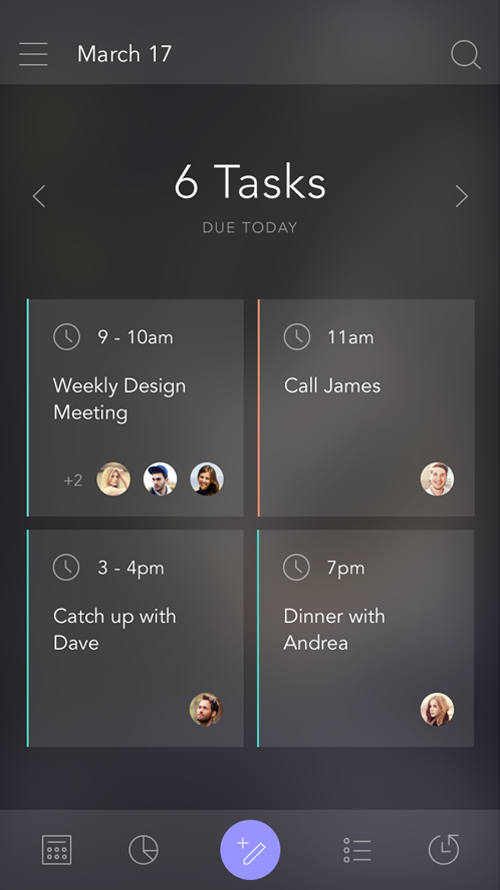 March 17
6 Tasks
DUE TODAY
9 - 10am
Weekly Design
Meeting
+2
11am
Call James
3 - 4pm
Catch up with
Dave
7pm
Dinner with
Andrea